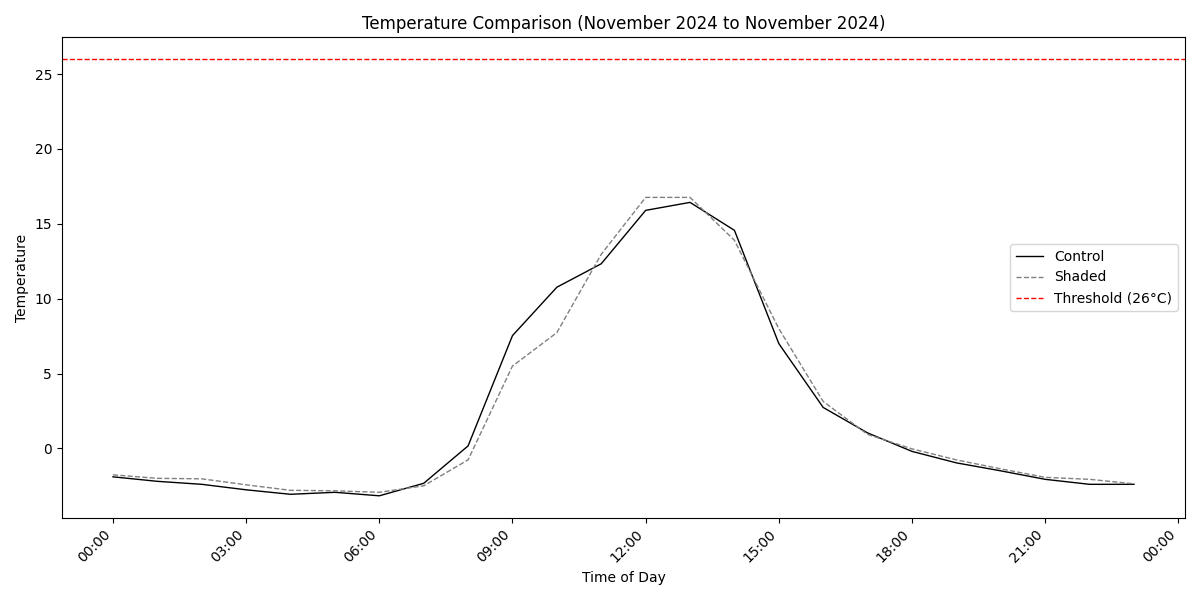 Temperature Comparison (November 2024 to November 2024)
Temperature
25
20
15
10
5
0
Control
Shaded
Threshold (26°C)
00:00
03:00
06:00
09:00
12:00
15:00
18:00
21:00
00:00
Time of Day